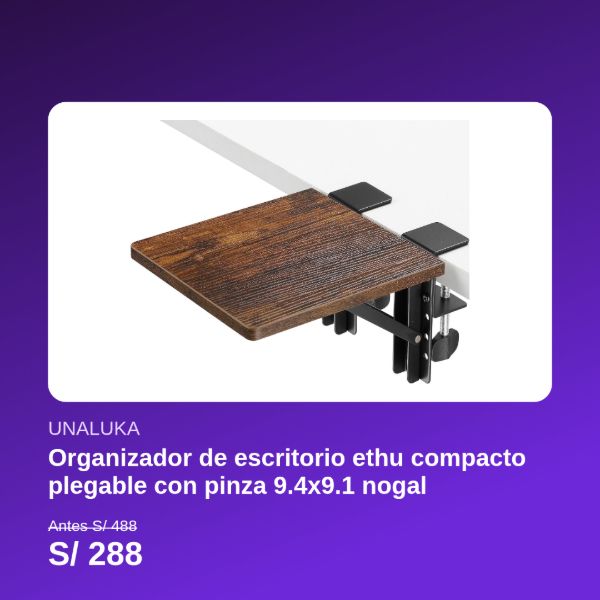 UNALUKA
Organizador de escritorio ethu compacto
plegable con pinza 9.4x9.1 nogal
Antes S/ 488
S/ 288